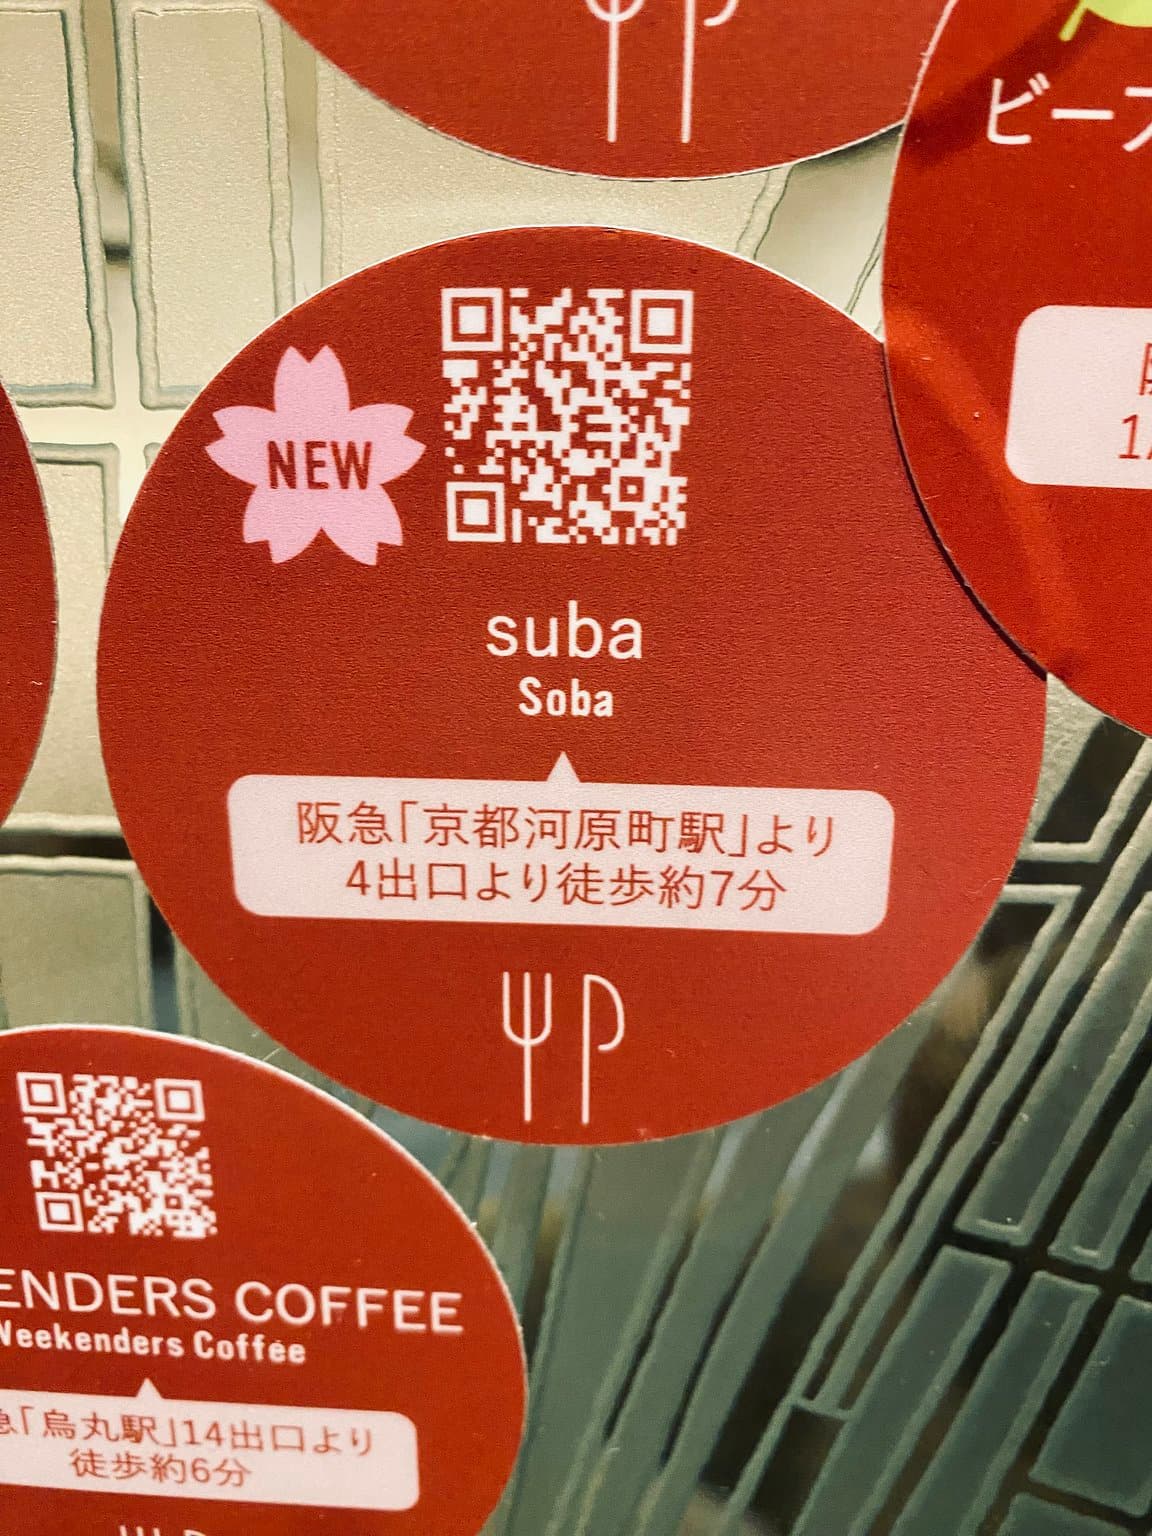 ビーフ
NEW
suba
Soba
阪急「京都河原町駅」より
4出口より徒歩約7分
ENDERS COFFEE
Weekenders Coffee
急「烏丸駅」14出口より
徒歩約6分